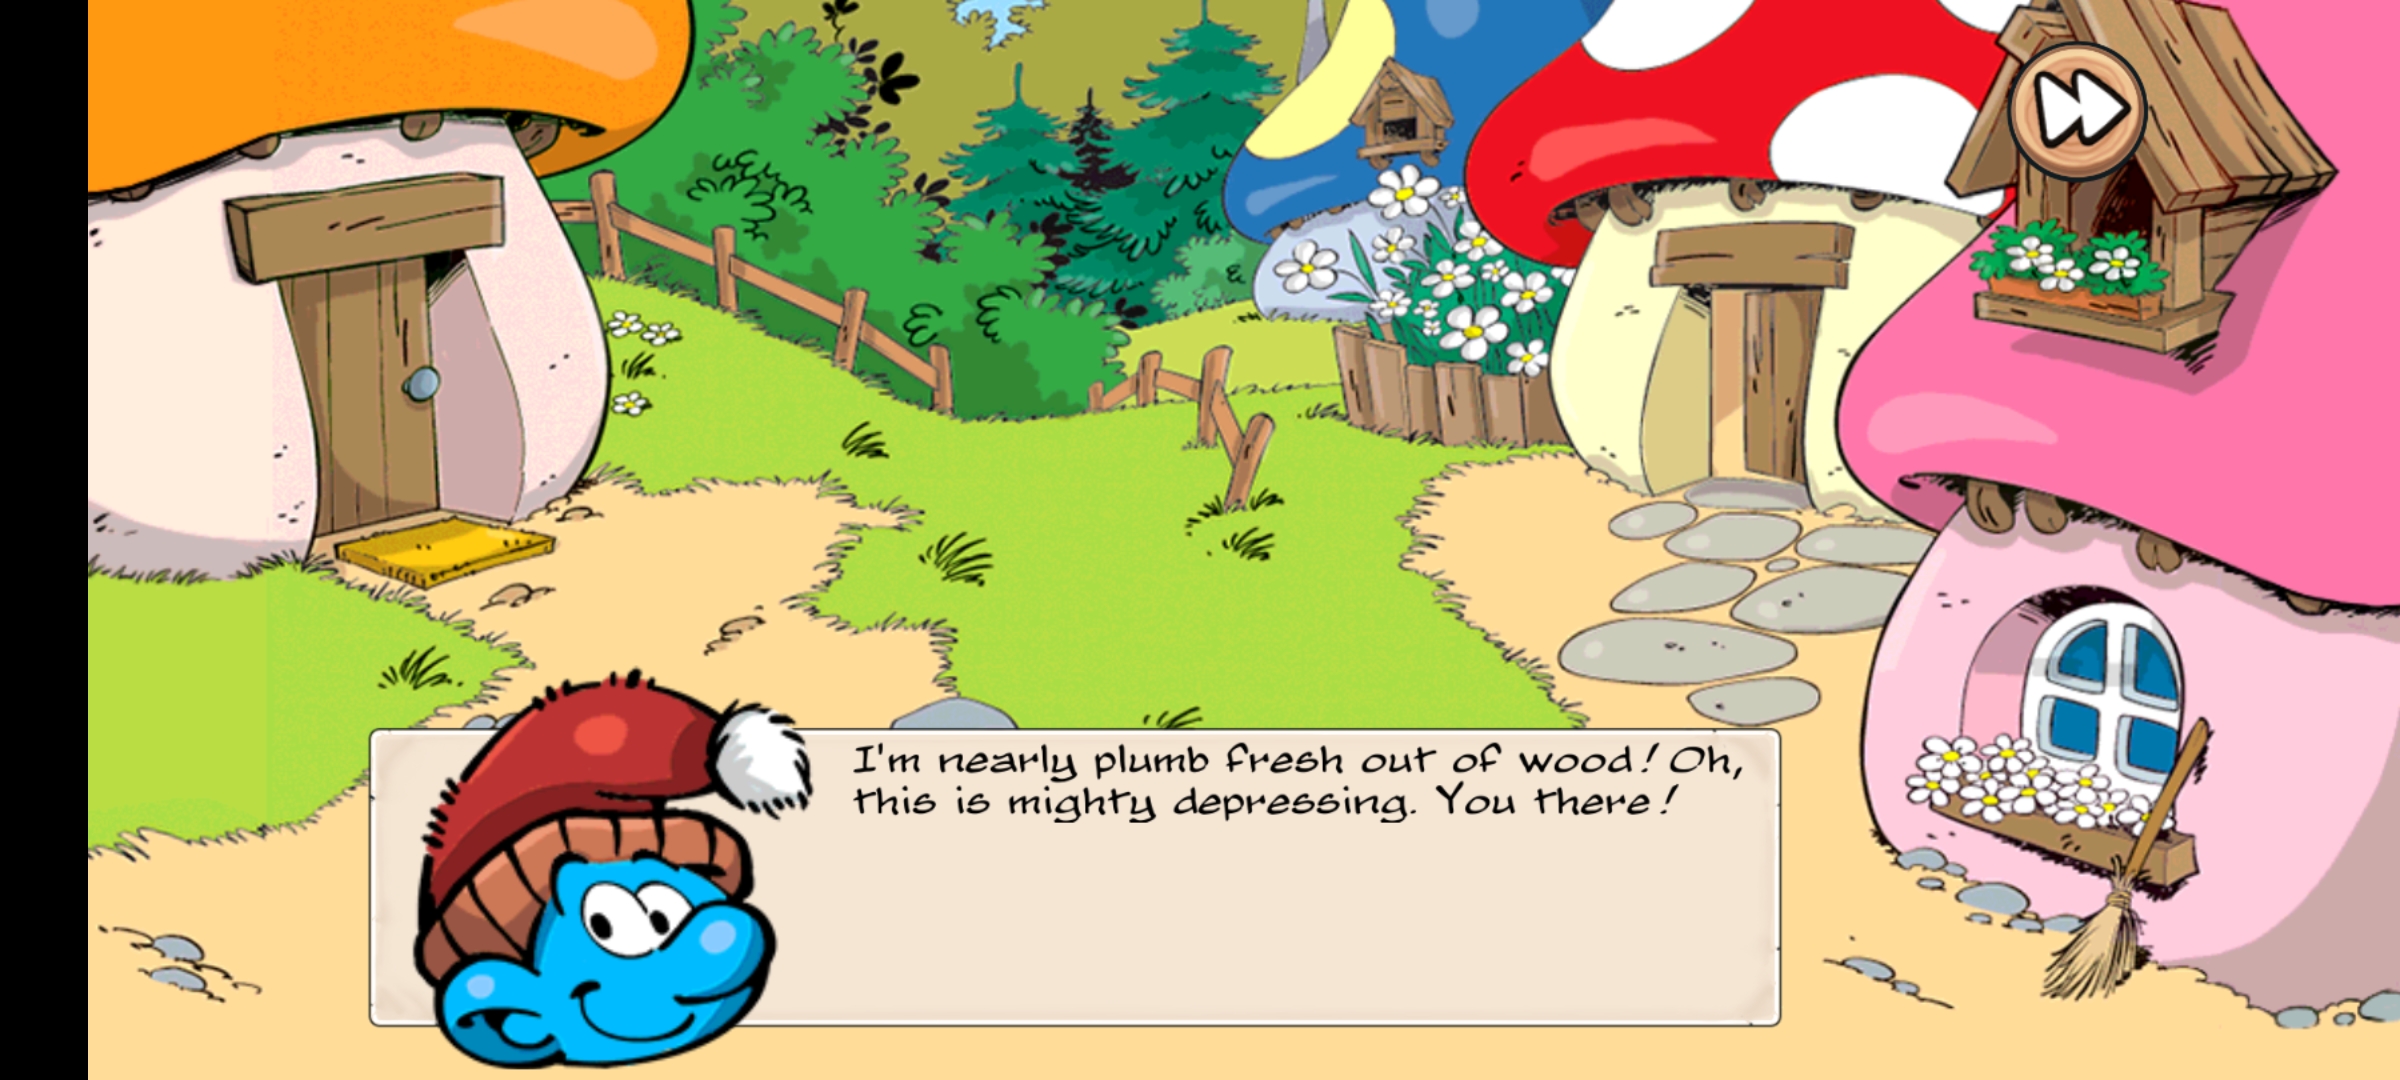 I'm nearly plumb fresh out of wood! Oh,
this is mighty depressing. You there!